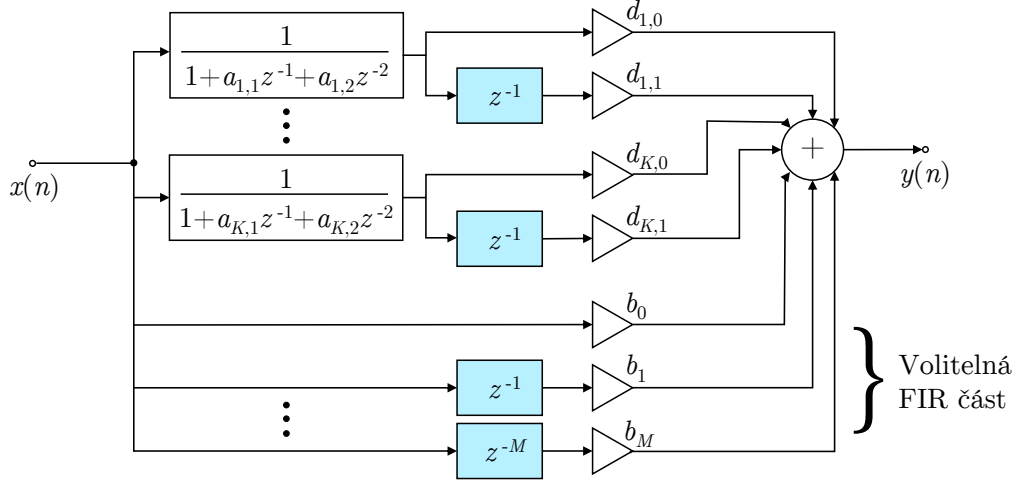 1
1+a_{1,1}z^{-1}+a_{1,2}z^{-2}
d_{1,0}
z^{-1}
d_{1,1}
x(n)
1
1+a_{K,1}z^{-1}+a_{K,2}z^{-2}
d_{K,0}
z^{-1}
d_{K,1}
+
y(n)
b_0
z^{-1}
b_1
z^{-M}
b_M
Volitelná
FIR část